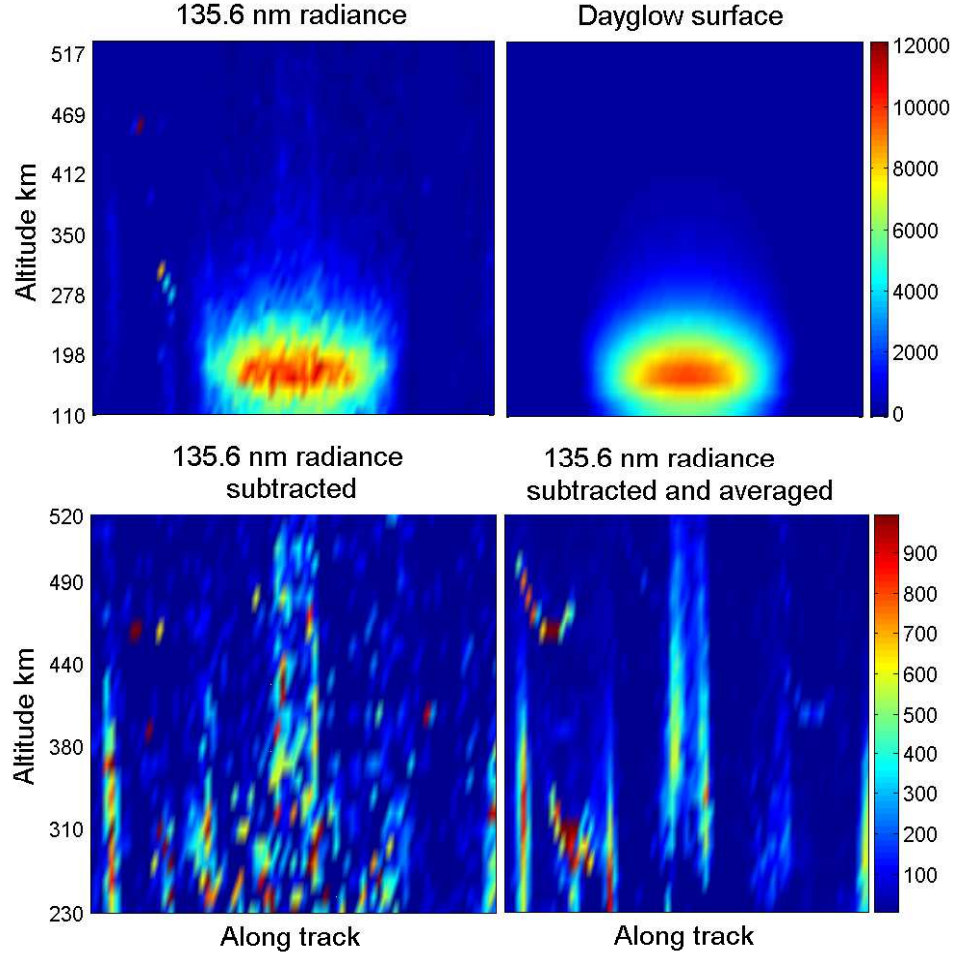 135.6 nm radiance
Dayglow surface
Altitude km
517
469
412
350
278
198
110
12000
10000
8000
6000
4000
2000
0
135.6 nm radiance
subtracted
135.6 nm radiance
subtracted and averaged
Altitude km
520
490
440
380
310
230
900
800
700
600
500
400
300
200
100
Along track
Along track